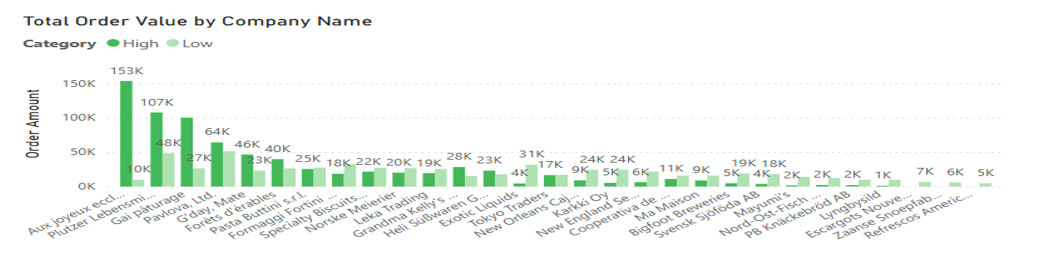 Total Order Value by Company Name
Category High Low
Order Amount
150K
100K
50K
0K
153K
10K
107K
48K
27K
64K
46K
23K
40K
25K
18K
22K
20K
19K
28K
23K
4K
31K
17K
9K
24K
5K
24K
6K
11K
9K
5K
19K
4K
18K
2K
2K
2K
1K
7K
6K
5K
Aux joyeux eccl...
Plutzer Lebensmi...
Gai pâturage
Pavlova, Ltd.
G'day, Mate
Forêts d'érables
Pasta Buttini s.r.l.
Formaggi Fortini ...
Specialty Biscuits...
Norske Meierier
Leka Trading
Grandma Kelly's ...
Heli Süßwaren G...
Exotic Liquids
Tokyo Traders
New Orleans Caj...
Karkki Oy
New England Se...
Cooperativa de ...
Ma Maison
Bigfoot Breweries
Svensk Sjöföda AB
Mayumi's
Nord-Ost-Fisch ...
PB Knäckebröd AB
Lyngbysild
Escargots Nouve...
Zaanse Snoepfab...
Refrescos Americ...